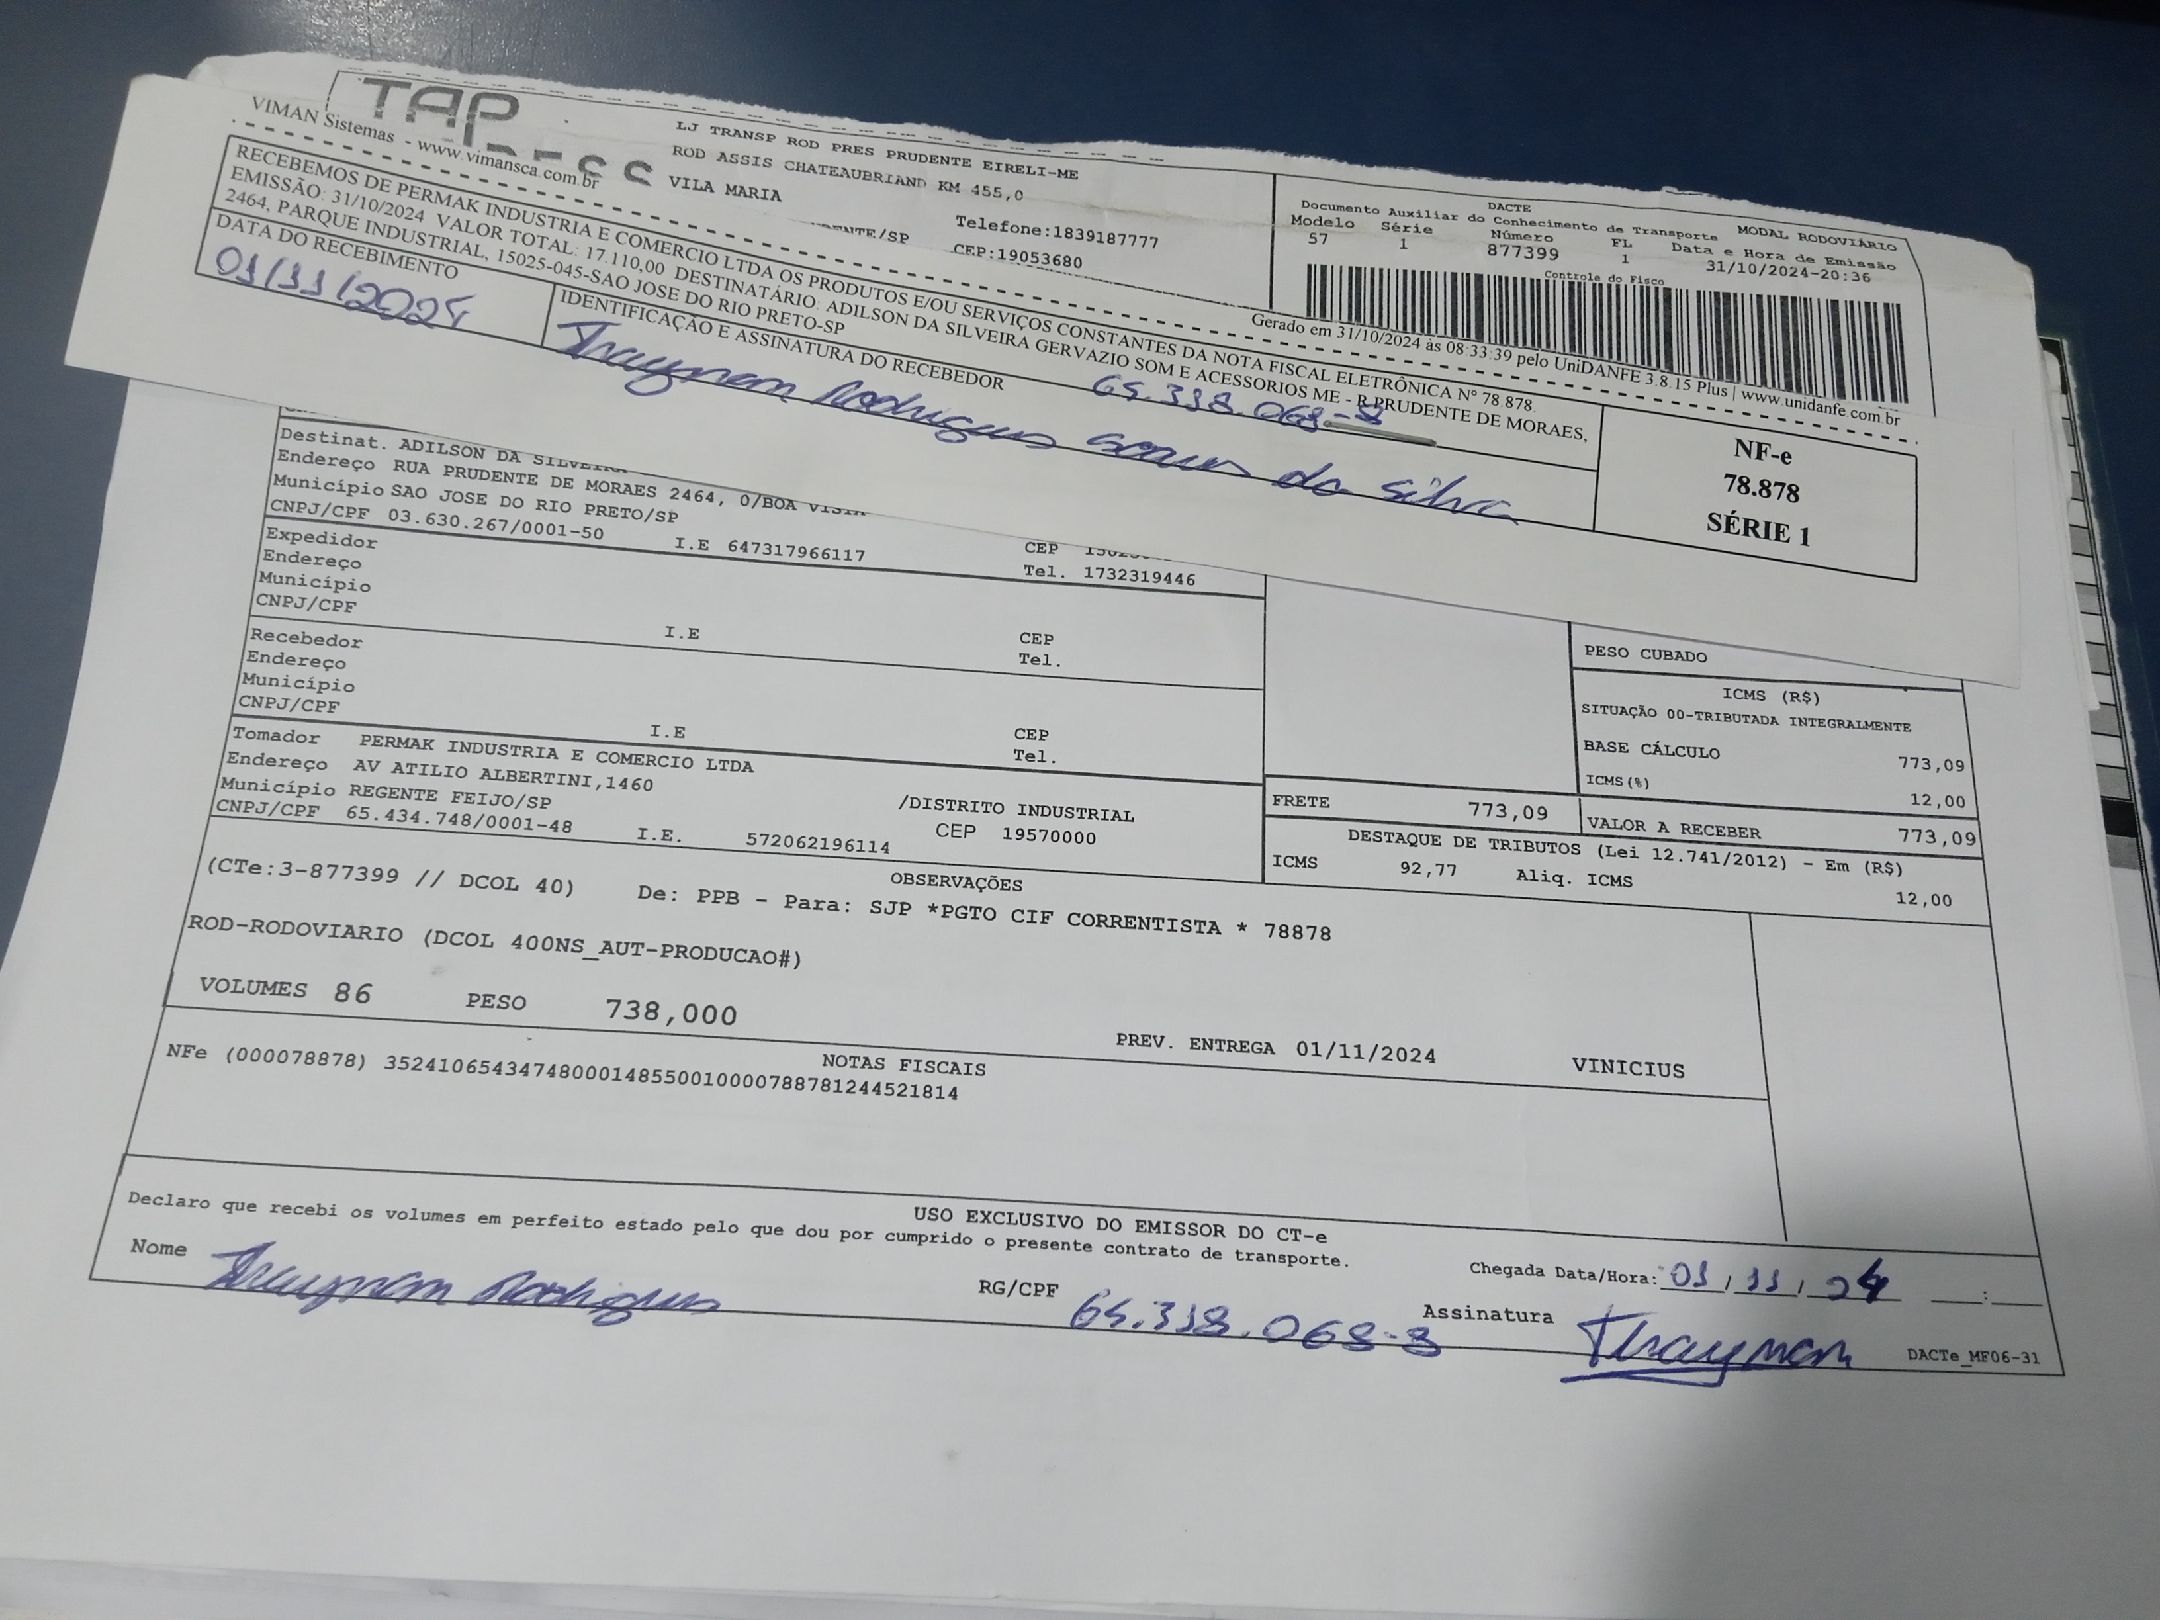 TAP
VIMAN Sistemas - www.vimansca.com.br
LJ TRANSP ROD PRES PRUDENTE EIRELI-ME
ROD ASSIS CHATEAUBRIAND KM 455,0
VILA MARIA
Telefone:1839187777
CEP:19053680
DACTE
Documento Auxiliar do Conhecimento de Transporte MODAL RODOVIÁRIO
Modelo Série Número FL Data e Hora de Emissão
57 1 877399 1 31/10/2024-20:36
Controle do Fisco
Gerado em 31/10/2024 às 08:33:39 pelo UniDANFE 3.8.15 Plus | www.unidanfe.com.br
RECEBEMOS DE PERMAK INDUSTRIA E COMERCIO LTDA OS PRODUTOS E/OU SERVIÇOS CONSTANTES DA NOTA FISCAL ELETRÔNICA Nº 78.878.
EMISSÃO: 31/10/2024 VALOR TOTAL: 17.110,00 DESTINATÁRIO: ADILSON DA SILVEIRA GERVAZIO SOM E ACESSORIOS ME - R PRUDENTE DE MORAES,
2464, PARQUE INDUSTRIAL, 15025-045-SAO JOSE DO RIO PRETO-SP
DATA DO RECEBIMENTO
01/11/2024
IDENTIFICAÇÃO E ASSINATURA DO RECEBEDOR
Rodrigues da Silva
NF-e
78.878
SÉRIE 1
Destinat. ADILSON DA SILVEIRA
Endereço RUA PRUDENTE DE MORAES 2464, 0/BOA VISTA
Município SAO JOSE DO RIO PRETO/SP
CNPJ/CPF 03.630.267/0001-50 I.E 647317966117
CEP
Tel. 1732319446
Expedidor
Endereço
Município
CNPJ/CPF I.E CEP
Tel.
Recebedor
Endereço
Município
CNPJ/CPF I.E CEP
Tel.
Tomador PERMAK INDUSTRIA E COMERCIO LTDA
Endereço AV ATILIO ALBERTINI,1460 /DISTRITO INDUSTRIAL
Município REGENTE FEIJO/SP CEP 19570000
CNPJ/CPF 65.434.748/0001-48 I.E. 572062196114
PESO CUBADO
ICMS (R$)
SITUAÇÃO 00-TRIBUTADA INTEGRALMENTE
BASE CÁLCULO 773,09
ICMS(%) 12,00
FRETE 773,09 VALOR A RECEBER 773,09
DESTAQUE DE TRIBUTOS (Lei 12.741/2012) - Em (R$)
ICMS 92,77 Aliq. ICMS 12,00
OBSERVAÇÕES
(CTe:3-877399 // DCOL 40) De: PPB - Para: SJP *PGTO CIF CORRENTISTA * 78878
ROD-RODOVIARIO (DCOL 400NS_AUT-PRODUCAO#)
VOLUMES 86 PESO 738,000
PREV. ENTREGA 01/11/2024 VINICIUS
NOTAS FISCAIS
NFe (000078878) 35241065434748000148550010000788781244521814
USO EXCLUSIVO DO EMISSOR DO CT-e
Declaro que recebi os volumes em perfeito estado pelo que dou por cumprido o presente contrato de transporte.
Chegada Data/Hora: 01/11/24 __:__
Nome Rodrigues RG/CPF Assinatura
DACTe_MF06-31